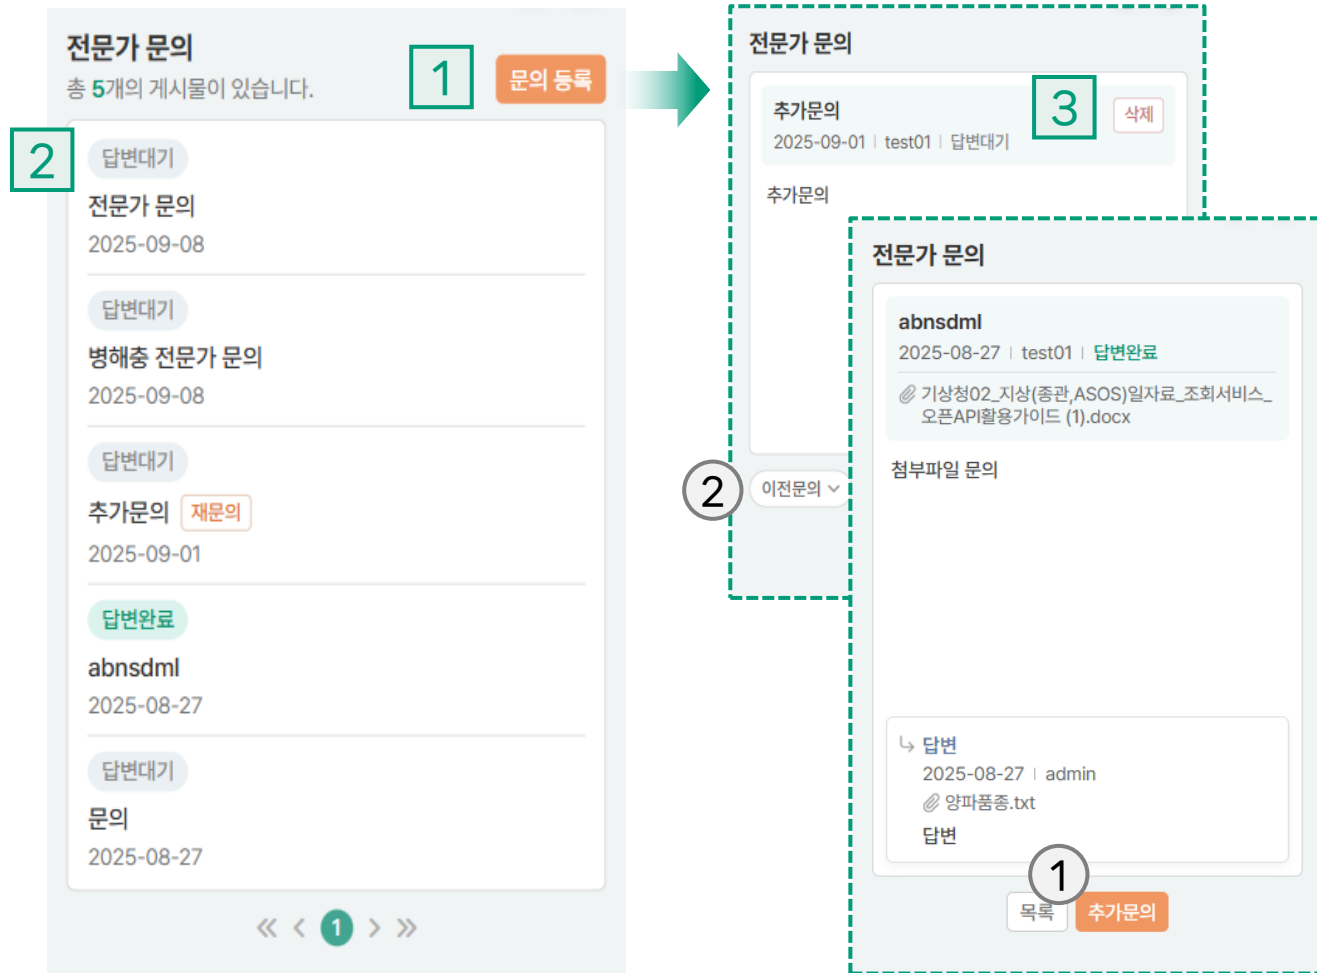 전문가 문의
총 5개의 게시물이 있습니다.
1
문의 등록
2
답변대기
전문가 문의
2025-09-08
답변대기
병해충 전문가 문의
2025-09-08
답변대기
추가문의 재문의
2025-09-01
답변완료
abnsdml
2025-08-27
답변대기
문의
2025-08-27
« < 1 > »
전문가 문의
추가문의
2025-09-01 | test01 | 답변대기
3
삭제
추가문의
2
이전문의
전문가 문의
abnsdml
2025-08-27 | test01 | 답변완료
기상청02_지상(종관,ASOS)일자료_조회서비스_
오픈API활용가이드 (1).docx
첨부파일 문의
답변
2025-08-27 | admin
양파품종.txt
답변
1
목록 추가문의